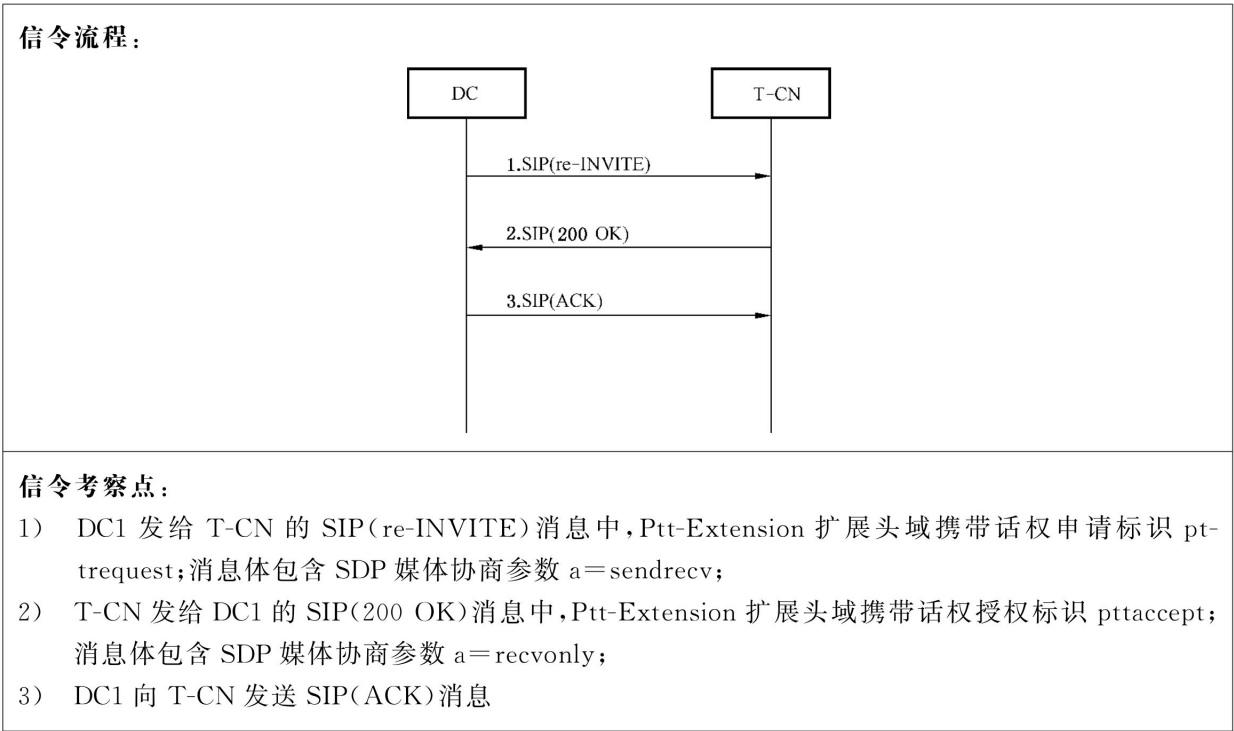 信令流程：
DC
T-CN
1.SIP(re-INVITE)
2.SIP(200 OK)
3.SIP(ACK)
信令考察点：
1） DC1 发给 T-CN 的 SIP(re-INVITE)消息中,Ptt-Extension 扩展头域携带话权申请标识 pt-
trequest;消息体包含 SDP 媒体协商参数 a=sendrecv;
2） T-CN 发给 DC1 的 SIP(200 OK)消息中,Ptt-Extension 扩展头域携带话权授权标识 pttaccept;
消息体包含 SDP 媒体协商参数 a=recvonly;
3） DC1 向 T-CN 发送 SIP(ACK)消息